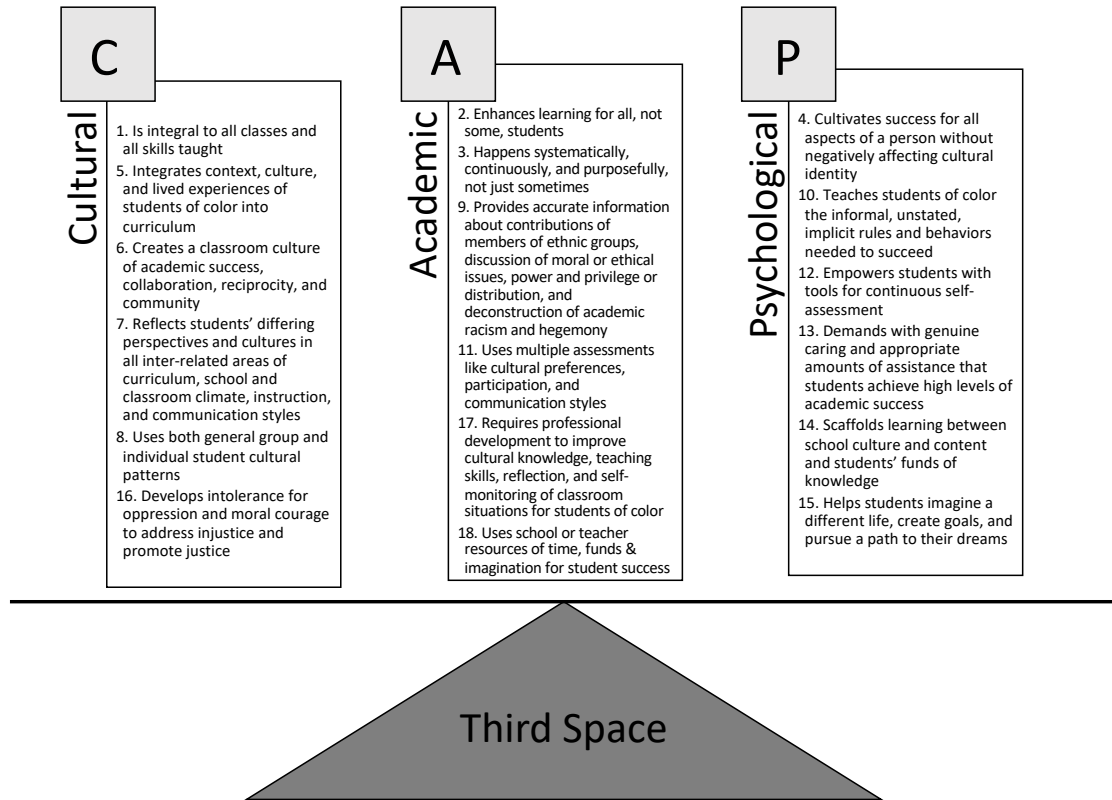 C
Cultural
1. Is integral to all classes and
all skills taught
5. Integrates context, culture,
and lived experiences of
students of color into
curriculum
6. Creates a classroom culture
of academic success,
collaboration, reciprocity, and
community
7. Reflects students’ differing
perspectives and cultures in
all inter-related areas of
curriculum, school and
classroom climate, instruction,
and communication styles
8. Uses both general group and
individual student cultural
patterns
16. Develops intolerance for
oppression and moral courage
to address injustice and
promote justice
A
Academic
2. Enhances learning for all, not
some, students
3. Happens systematically,
continuously, and purposefully,
not just sometimes
9. Provides accurate information
about contributions of
members of ethnic groups,
discussion of moral or ethical
issues, power and privilege or
distribution, and
deconstruction of academic
racism and hegemony
11. Uses multiple assessments
like cultural preferences,
participation, and
communication styles
17. Requires professional
development to improve
cultural knowledge, teaching
skills, reflection, and self-
monitoring of classroom
situations for students of color
18. Uses school or teacher
resources of time, funds &
imagination for student success
P
Psychological
4. Cultivates success for all
aspects of a person without
negatively affecting cultural
identity
10. Teaches students of color
the informal, unstated,
implicit rules and behaviors
needed to succeed
12. Empowers students with
tools for continuous self-
assessment
13. Demands with genuine
caring and appropriate
amounts of assistance that
students achieve high levels of
academic success
14. Scaffolds learning between
school culture and content
and students’ funds of
knowledge
15. Helps students imagine a
different life, create goals, and
pursue a path to their dreams
Third Space